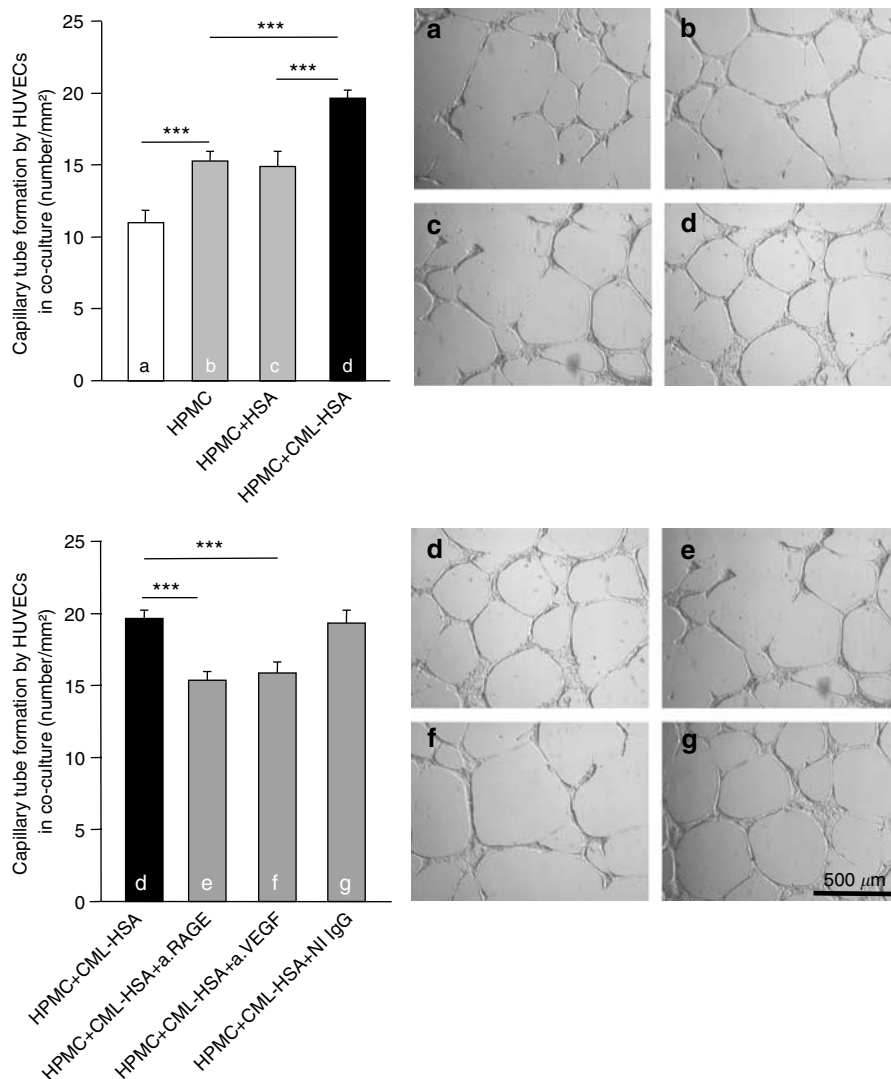 Capillary tube formation by HUVECs
in co-culture (number/mm²)
25
20
15
10
5
0
***
***
***
a
b
c
d
HPMC
HPMC+HSA
HPMC+CML-HSA
a
b
c
d
Capillary tube formation by HUVECs
in co-culture (number/mm²)
25
20
15
10
5
0
***
***
d
e
f
g
HPMC+CML-HSA
HPMC+CML-HSA+a.RAGE
HPMC+CML-HSA+a.VEGF
HPMC+CML-HSA+NI IgG
d
e
f
g
500 μm